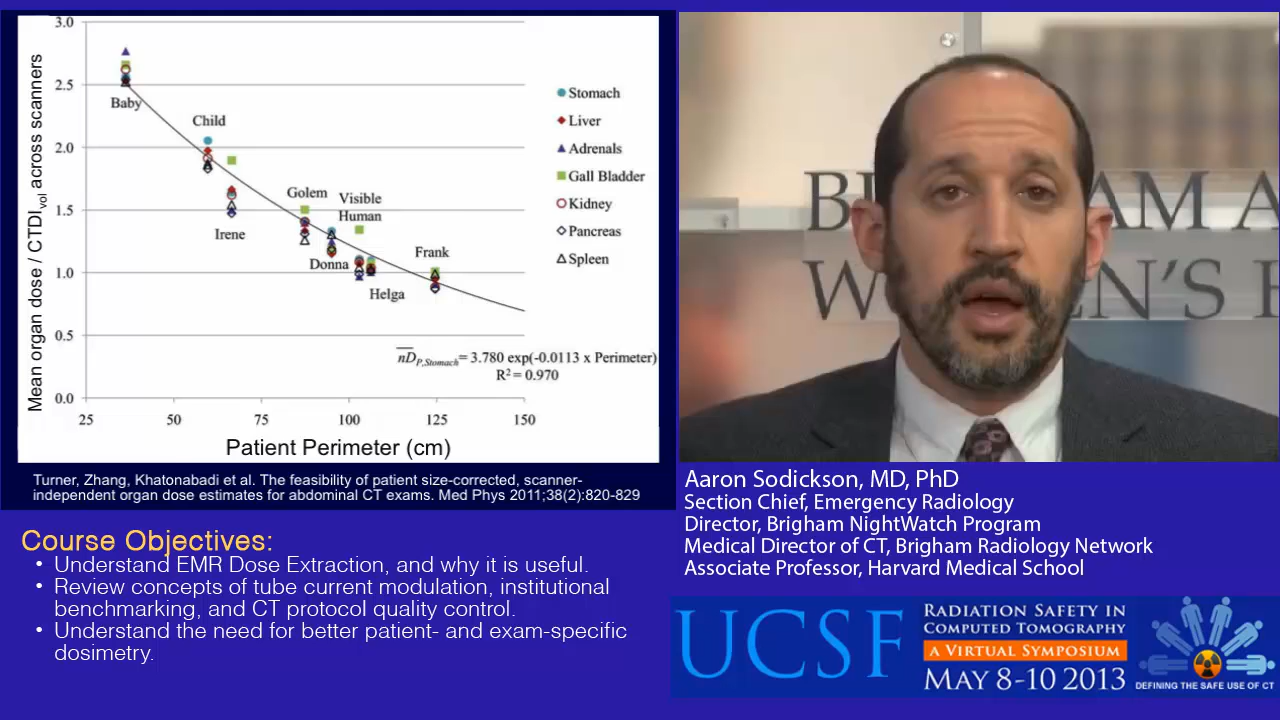 3.0
2.5
2.0
1.5
1.0
0.5
0.0
25
50
75
100
125
150
Mean organ dose / CTDIvol across scanners
Patient Perimeter (cm)
Baby
Child
Irene
Golem
Donna
Visible
Human
Helga
Frank
Stomach
Liver
Adrenals
Gall Bladder
Kidney
Pancreas
Spleen
nD P,Stomach = 3.780 exp(-0.0113 x Perimeter)
R² = 0.970
Turner, Zhang, Khatonabadi et al. The feasibility of patient size-corrected, scanner-
independent organ dose estimates for abdominal CT exams. Med Phys 2011;38(2):820-829
Course Objectives:
• Understand EMR Dose Extraction, and why it is useful.
• Review concepts of tube current modulation, institutional
benchmarking, and CT protocol quality control.
• Understand the need for better patient- and exam-specific
dosimetry.
Aaron Sodickson, MD, PhD
Section Chief, Emergency Radiology
Director, Brigham NightWatch Program
Medical Director of CT, Brigham Radiology Network
Associate Professor, Harvard Medical School
UCSF
RADIATION SAFETY IN
COMPUTED TOMOGRAPHY
A VIRTUAL SYMPOSIUM
MAY 8-10 2013
DEFINING THE SAFE USE OF CT